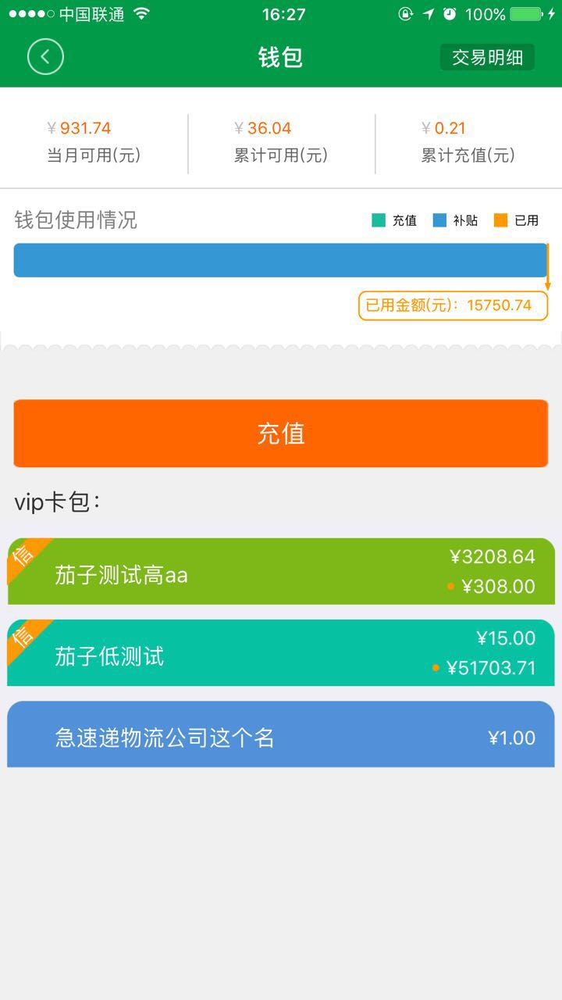 中国联通 16:27 100%
钱包 交易明细
¥931.74 ¥36.04 ¥0.21
当月可用(元) 累计可用(元) 累计充值(元)
钱包使用情况 充值 补贴 已用
已用金额(元)：15750.74
充值
vip卡包：
信 茄子测试高aa ¥3208.64
¥308.00
信 茄子低测试 ¥15.00
¥51703.71
急速递物流公司这个名 ¥1.00